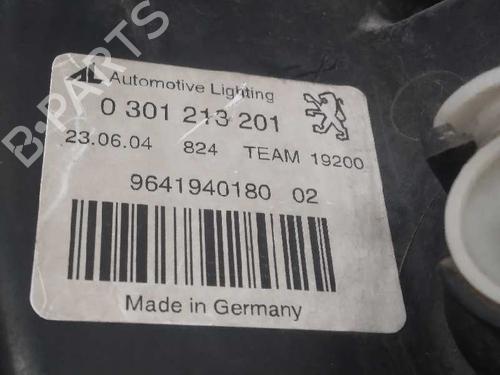 AL Automotive Lighting
0 301 213 201
23.06.04 824 TEAM 19200
9641940180 02
Made in Germany
B-PARTS